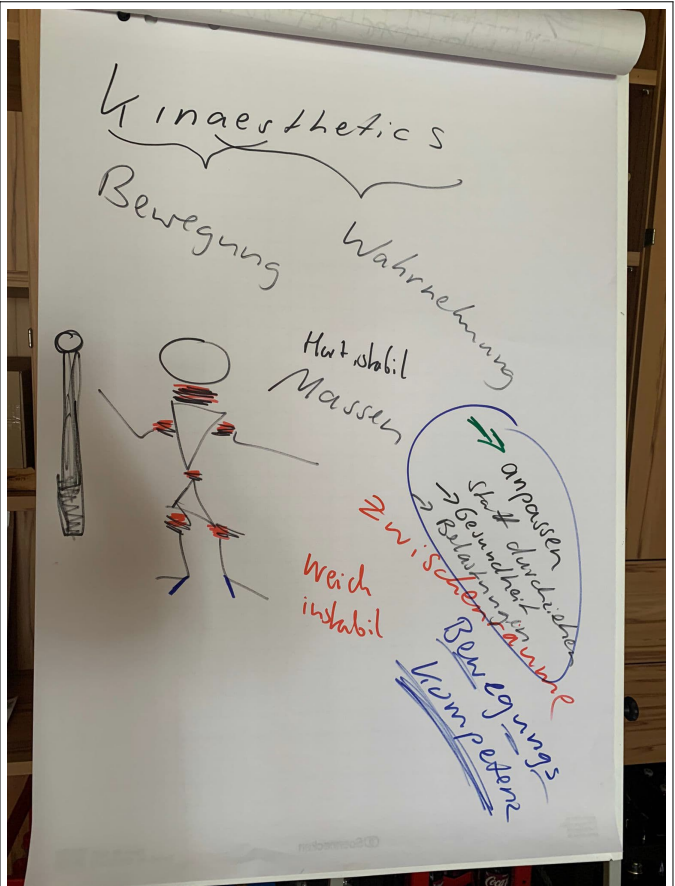 Kinaesthetics
Bewegung
Wahrnehmung
Hart stabil
Massen
anpassen
statt durchziehen
→ Gesundheit
→ Belastungen
Zwischenräume
Weich
instabil
Bewegungs
kompetenz